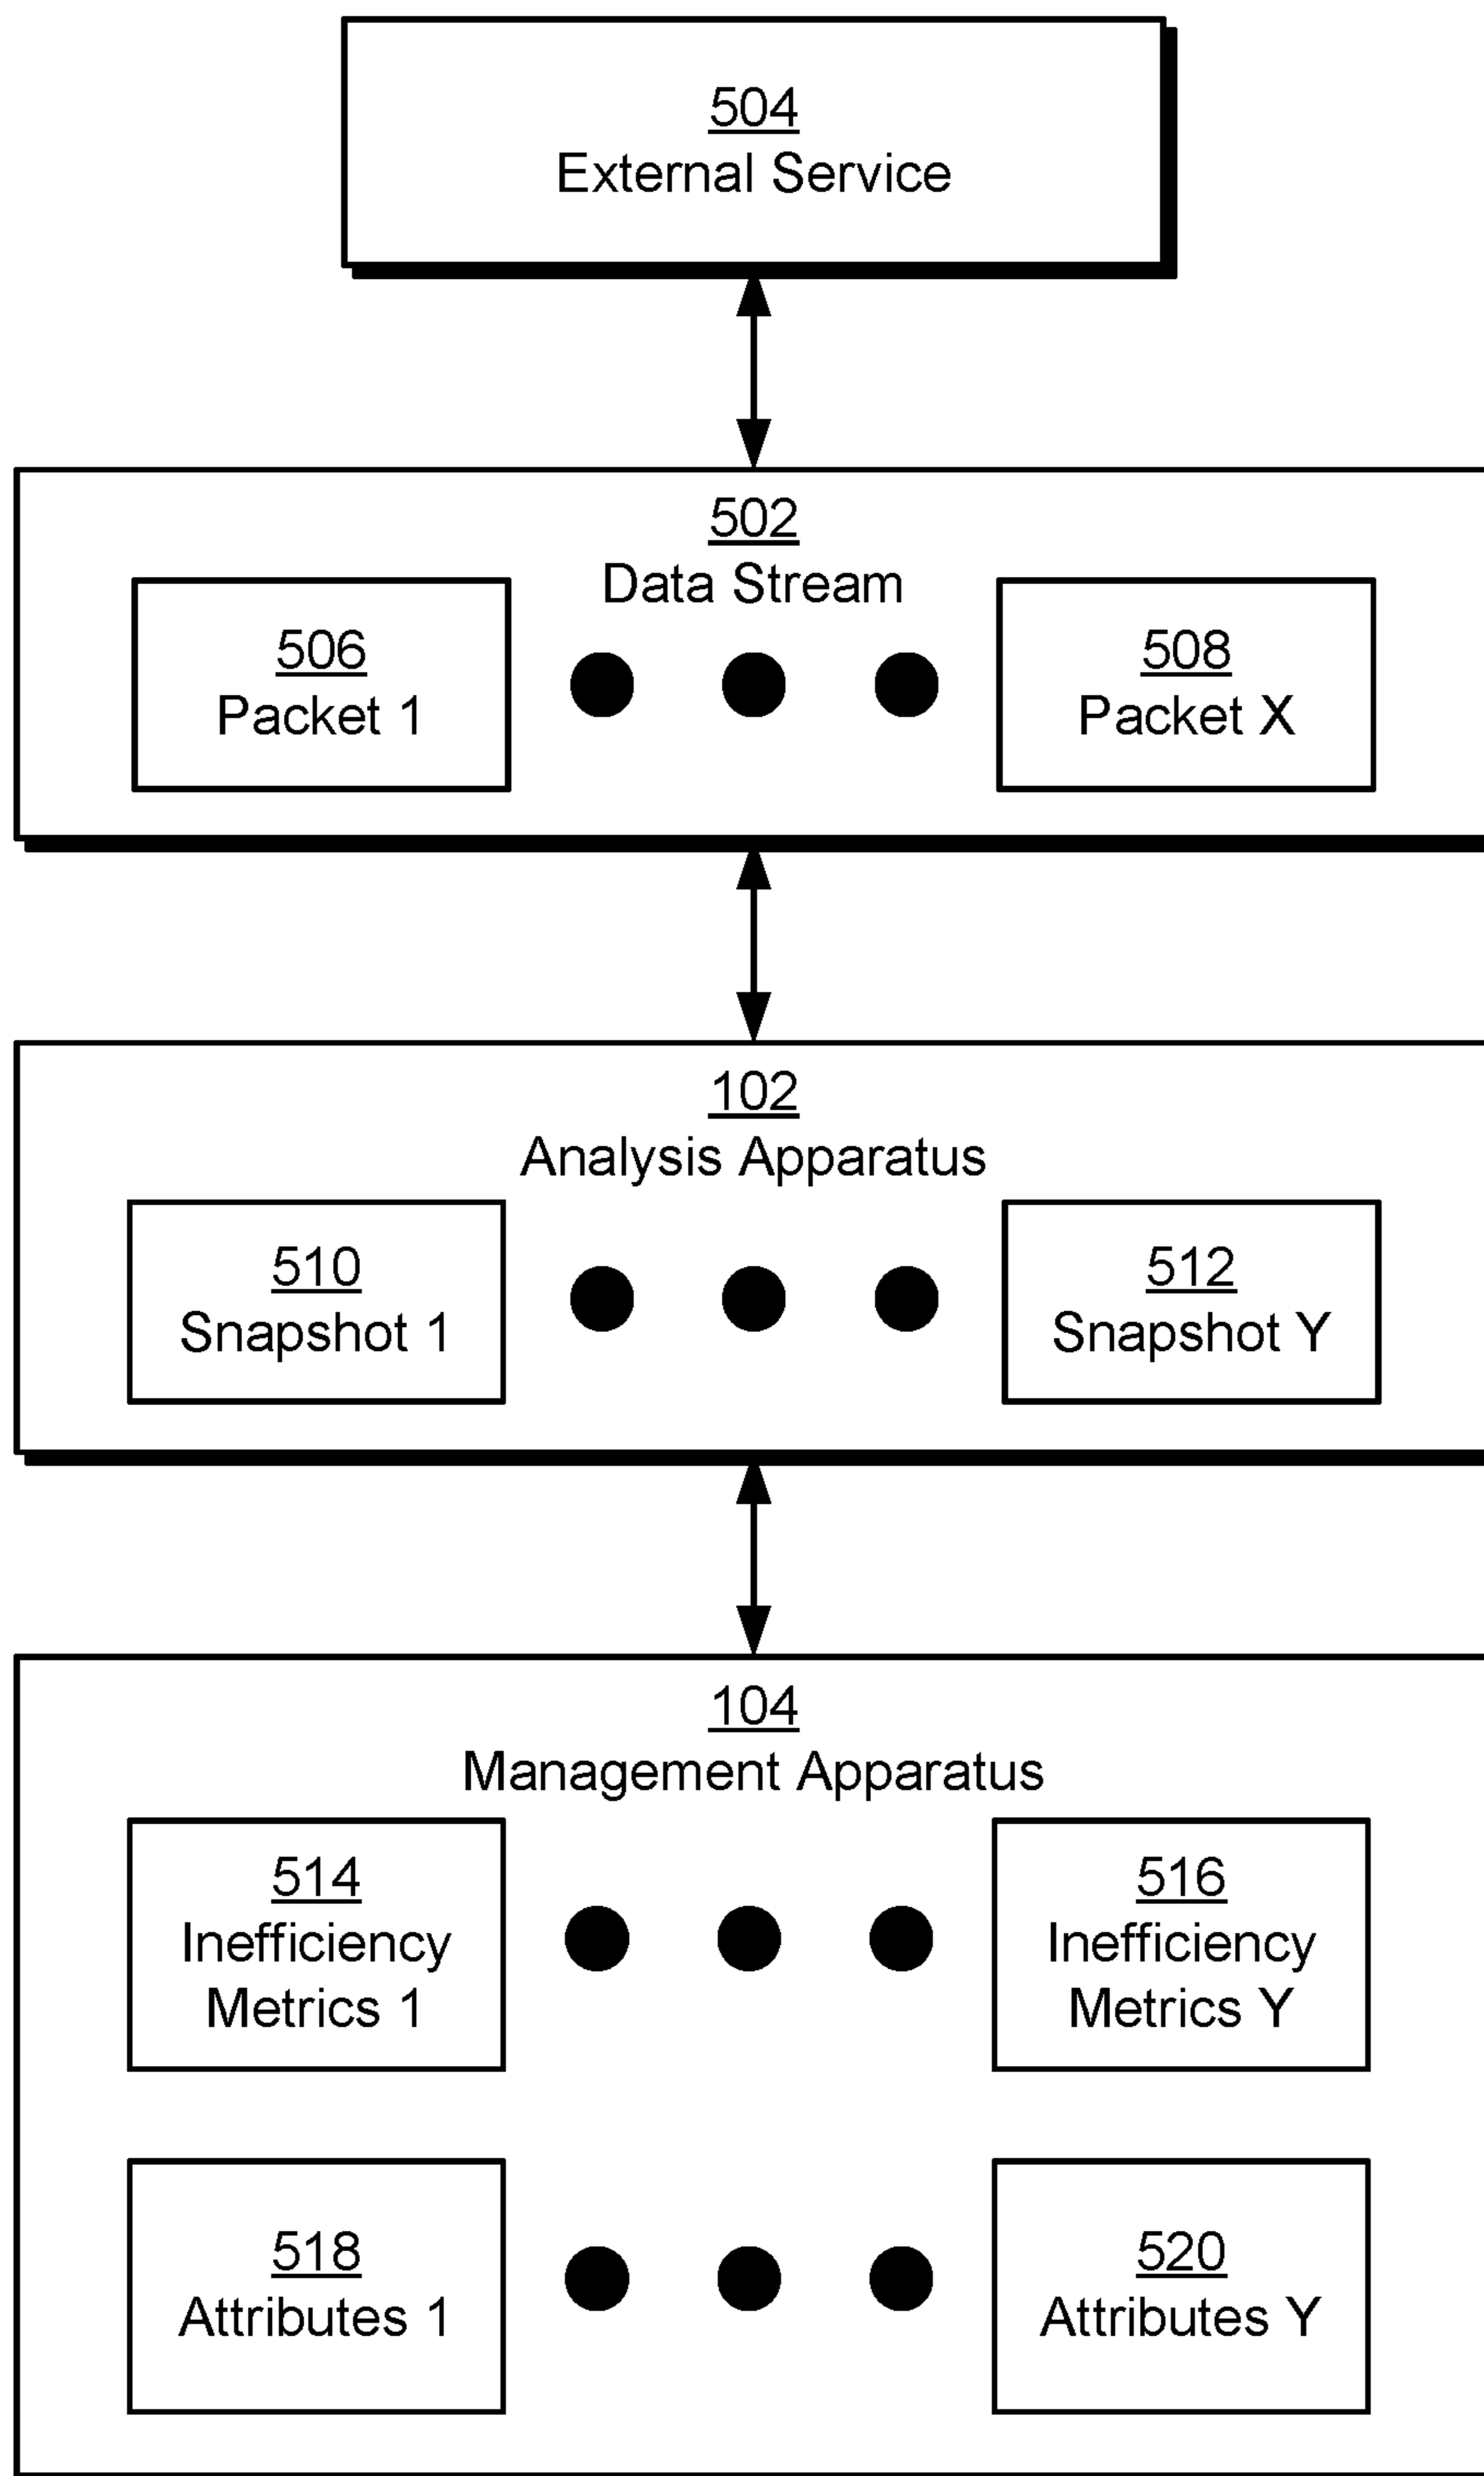 504
External Service
502
Data Stream
506
Packet 1
508
Packet X
102
Analysis Apparatus
510
Snapshot 1
512
Snapshot Y
104
Management Apparatus
514
Inefficiency
Metrics 1
516
Inefficiency
Metrics Y
518
Attributes 1
520
Attributes Y